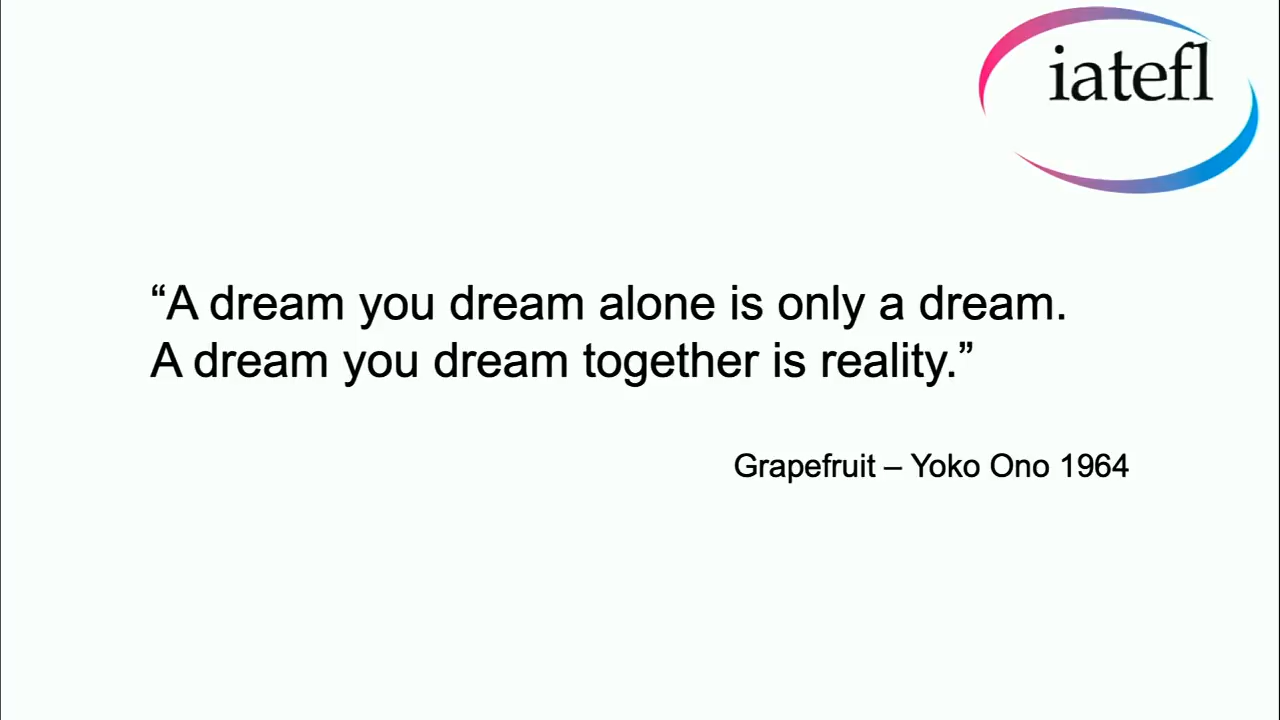 iatefl
“A dream you dream alone is only a dream.
A dream you dream together is reality.”
Grapefruit – Yoko Ono 1964